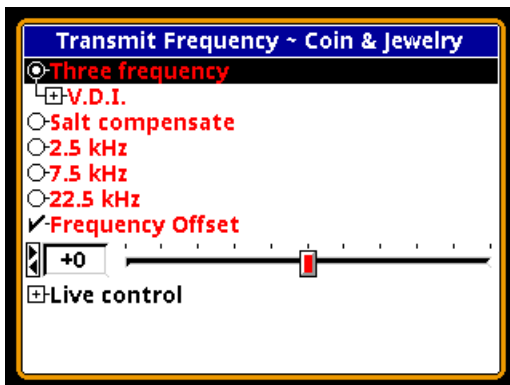 Transmit Frequency ~ Coin & Jewelry
Three frequency
V.D.I.
Salt compensate
2.5 kHz
7.5 kHz
22.5 kHz
Frequency Offset
+0
Live control